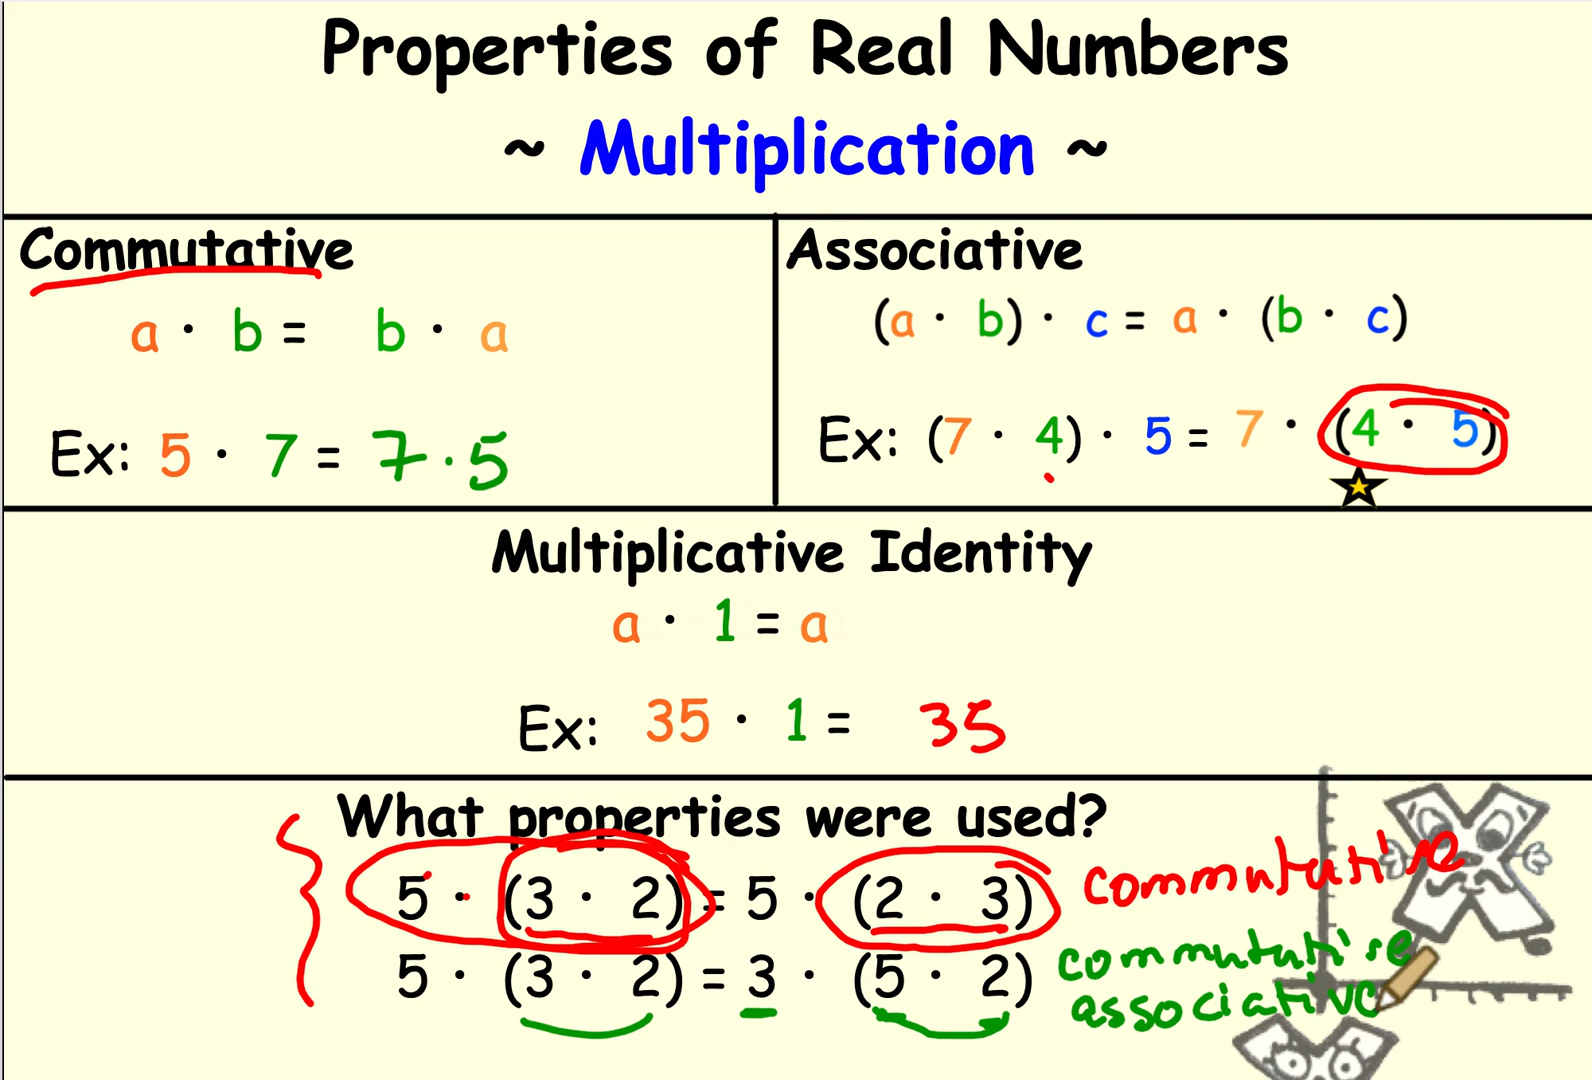 Properties of Real Numbers
~ Multiplication ~
Commutative
a · b = b · a
Ex: 5 · 7 = 7 · 5
Associative
(a · b) · c = a · (b · c)
Ex: (7 · 4) · 5 = 7 · (4 · 5)
Multiplicative Identity
a · 1 = a
Ex: 35 · 1 = 35
What properties were used?
5 · (3 · 2) = 5 · (2 · 3) commutative
5 · (3 · 2) = 3 · (5 · 2) commutative
associative